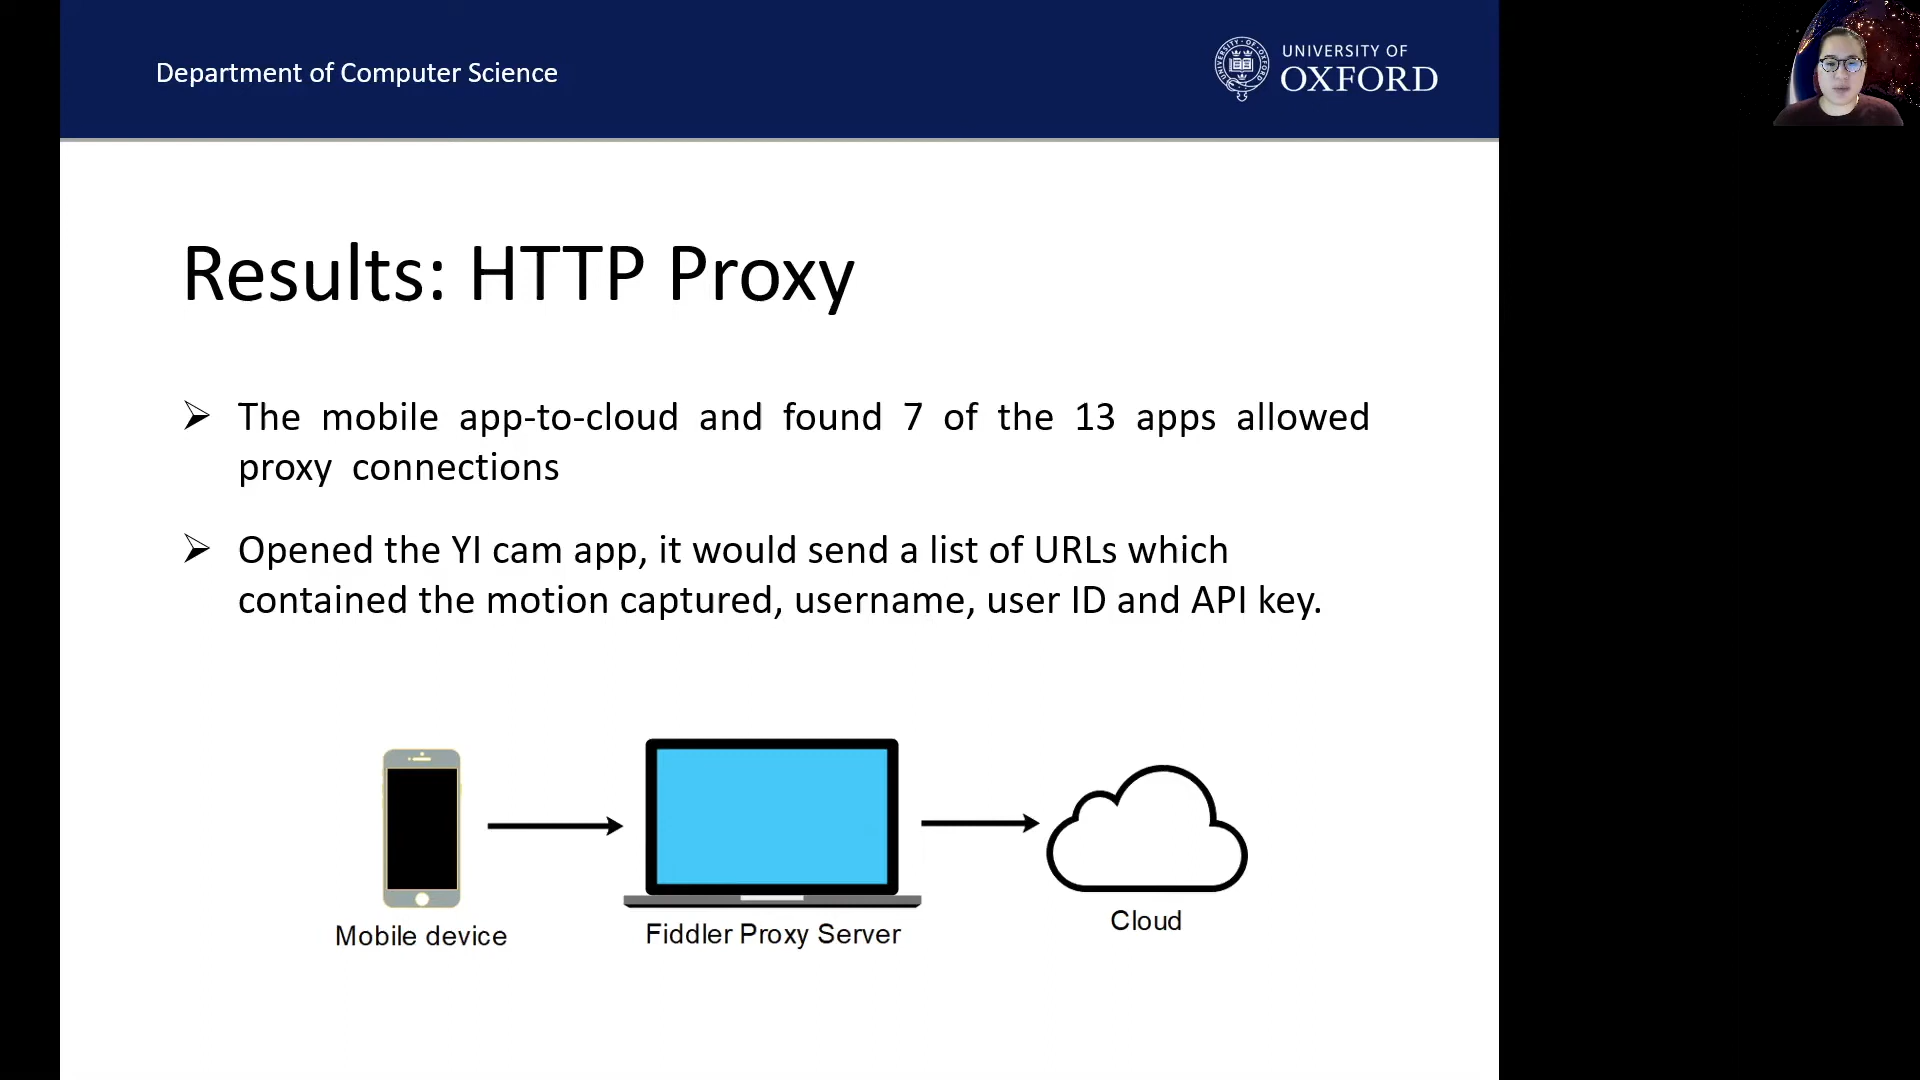 Department of Computer Science
UNIVERSITY OF
OXFORD
Results: HTTP Proxy
The mobile app-to-cloud and found 7 of the 13 apps allowed
proxy connections
Opened the YI cam app, it would send a list of URLs which
contained the motion captured, username, user ID and API key.
Mobile device
Fiddler Proxy Server
Cloud